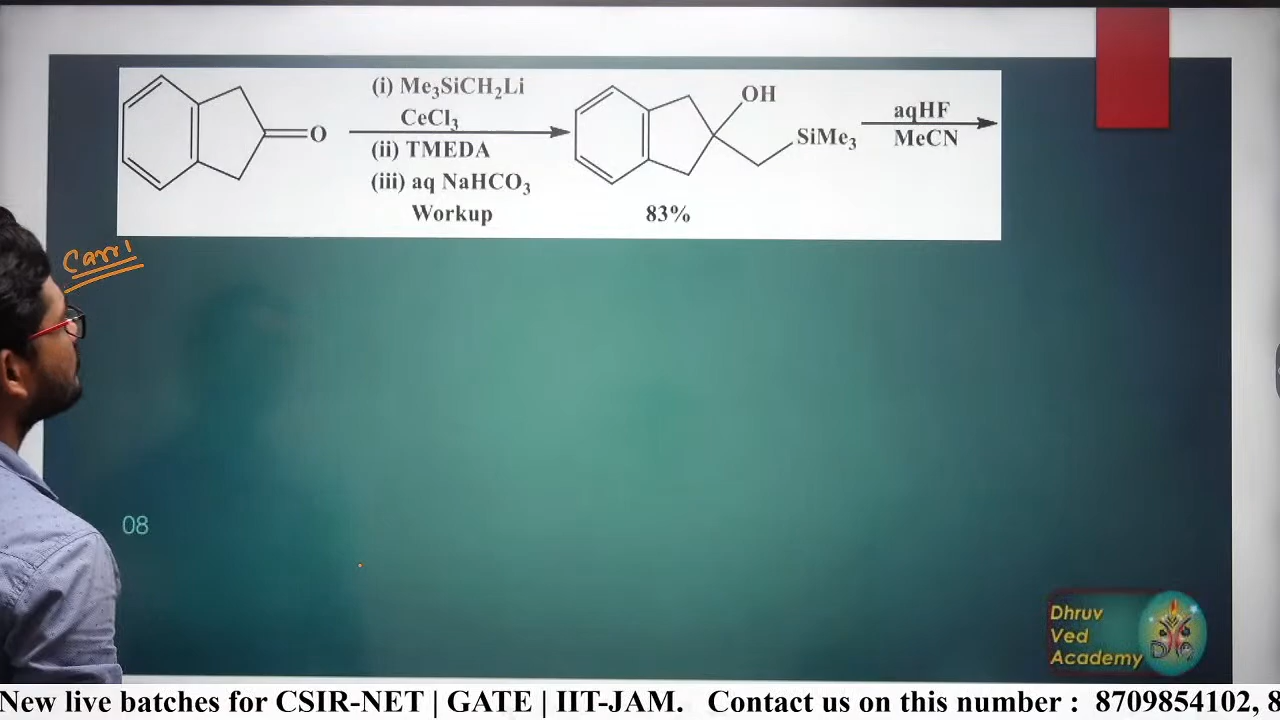 (i) Me₃SiCH₂Li
CeCl₃
(ii) TMEDA
(iii) aq NaHCO₃
Workup
O
OH
SiMe₃
83%
aqHF
MeCN
Carri
08
Dhruv
Ved
Academy
New live batches for CSIR-NET | GATE | IIT-JAM. Contact us on this number : 8709854102, 8